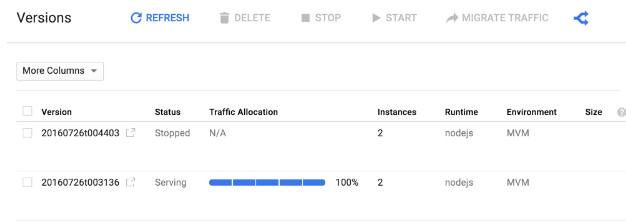 Versions REFRESH DELETE STOP START MIGRATE TRAFFIC
More Columns
Version Status Traffic Allocation Instances Runtime Environment Size ?
20160726t004403 Stopped N/A 2 nodejs MVM
20160726t003136 Serving 100% 2 nodejs MVM